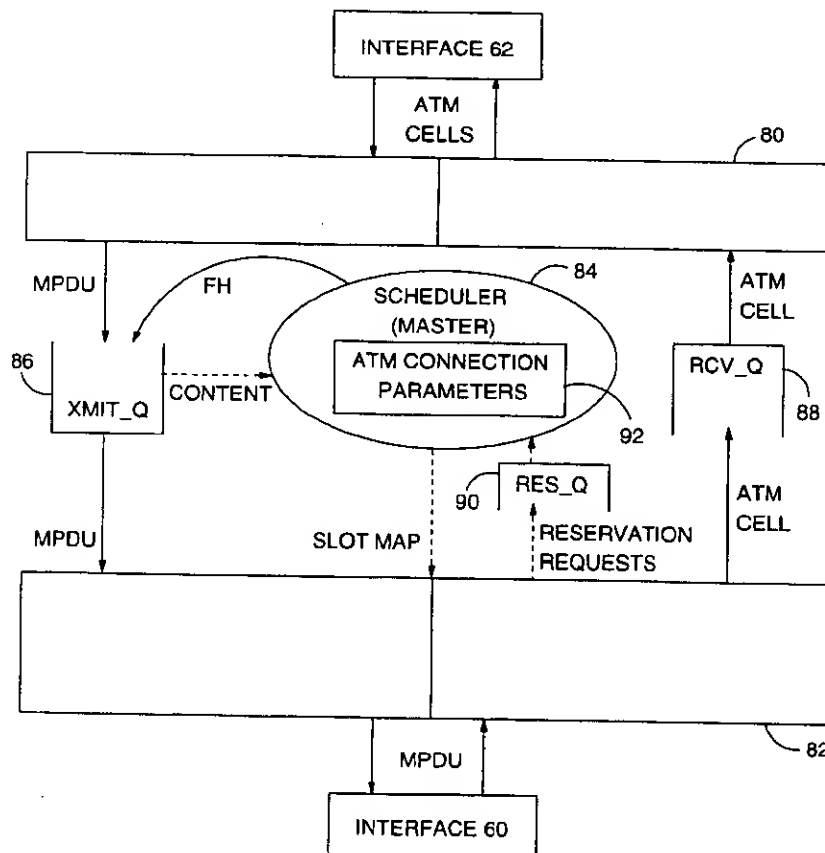 INTERFACE 62
ATM
CELLS
80
MPDU
FH
84
SCHEDULER
(MASTER)
ATM
CELL
ATM CONNECTION
PARAMETERS
86
XMIT_Q
CONTENT
RCV_Q
88
92
90
RES_Q
MPDU
SLOT MAP
RESERVATION
REQUESTS
ATM
CELL
82
MPDU
INTERFACE 60